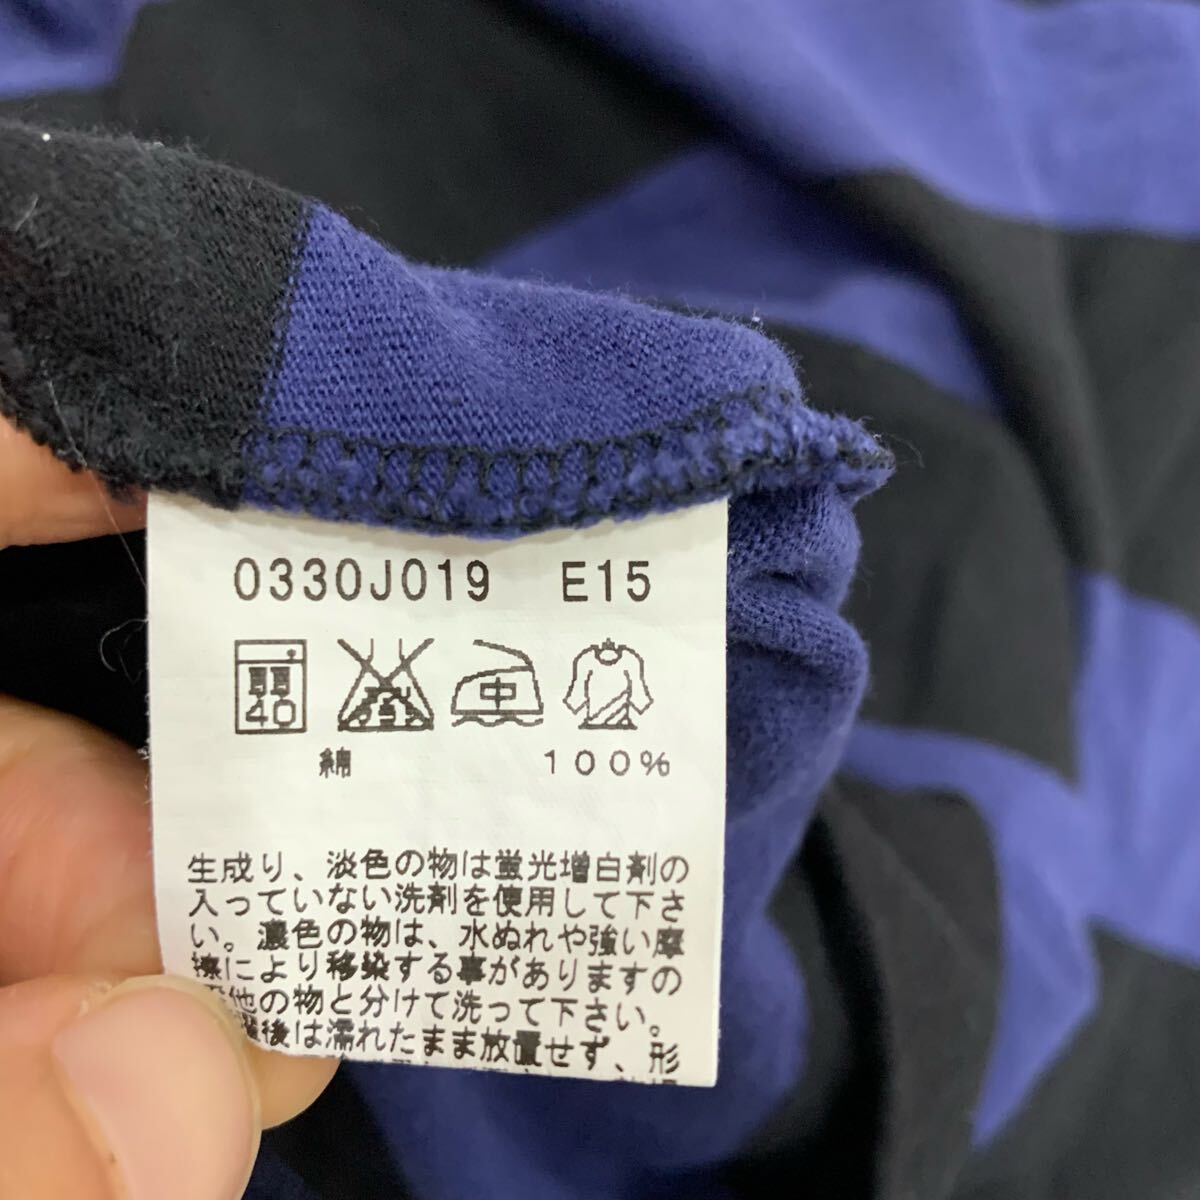 0330J019 E15
40 中
綿 100%
生成り、淡色の物は蛍光増白剤の
入っていない洗剤を使用して下さ
い。濃色の物は、水ぬれや強い摩
擦により移染する事がありますの
他の物と分けて洗って下さい。
後は濡れたまま放置せず、形